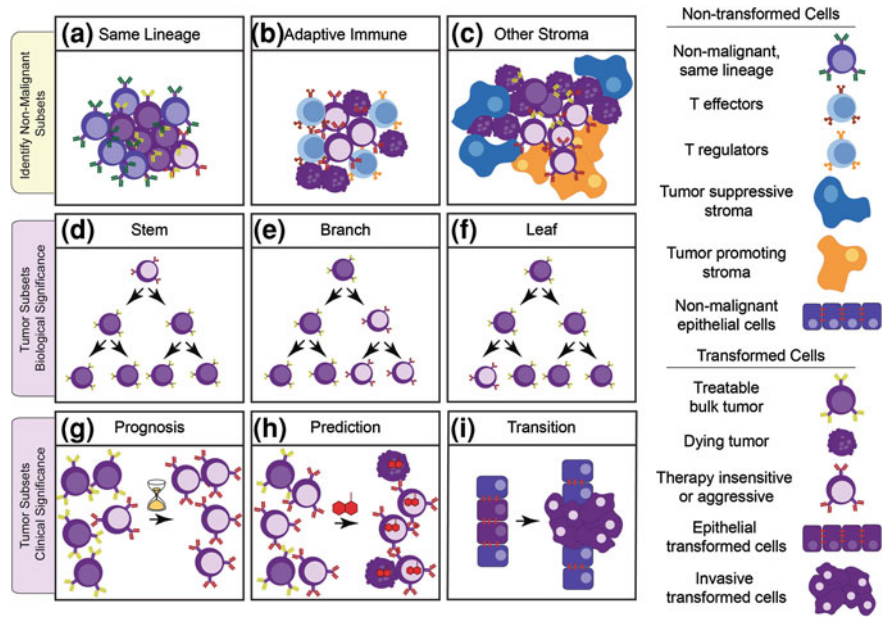 Identify Non-Malignant
Subsets
(a) Same Lineage
(b) Adaptive Immune
(c) Other Stroma
Tumor Subsets
Biological Significance
(d) Stem
(e) Branch
(f) Leaf
Tumor Subsets
Clinical Significance
(g) Prognosis
(h) Prediction
(i) Transition
Non-Transformed Cells
Non-malignant,
same lineage
T effectors
T regulators
Tumor suppressive
stroma
Tumor promoting
stroma
Non-malignant
epithelial cells
Transformed Cells
Treatable
bulk tumor
Dying tumor
Therapy insensitive
or aggressive
Epithelial
transformed cells
Invasive
transformed cells